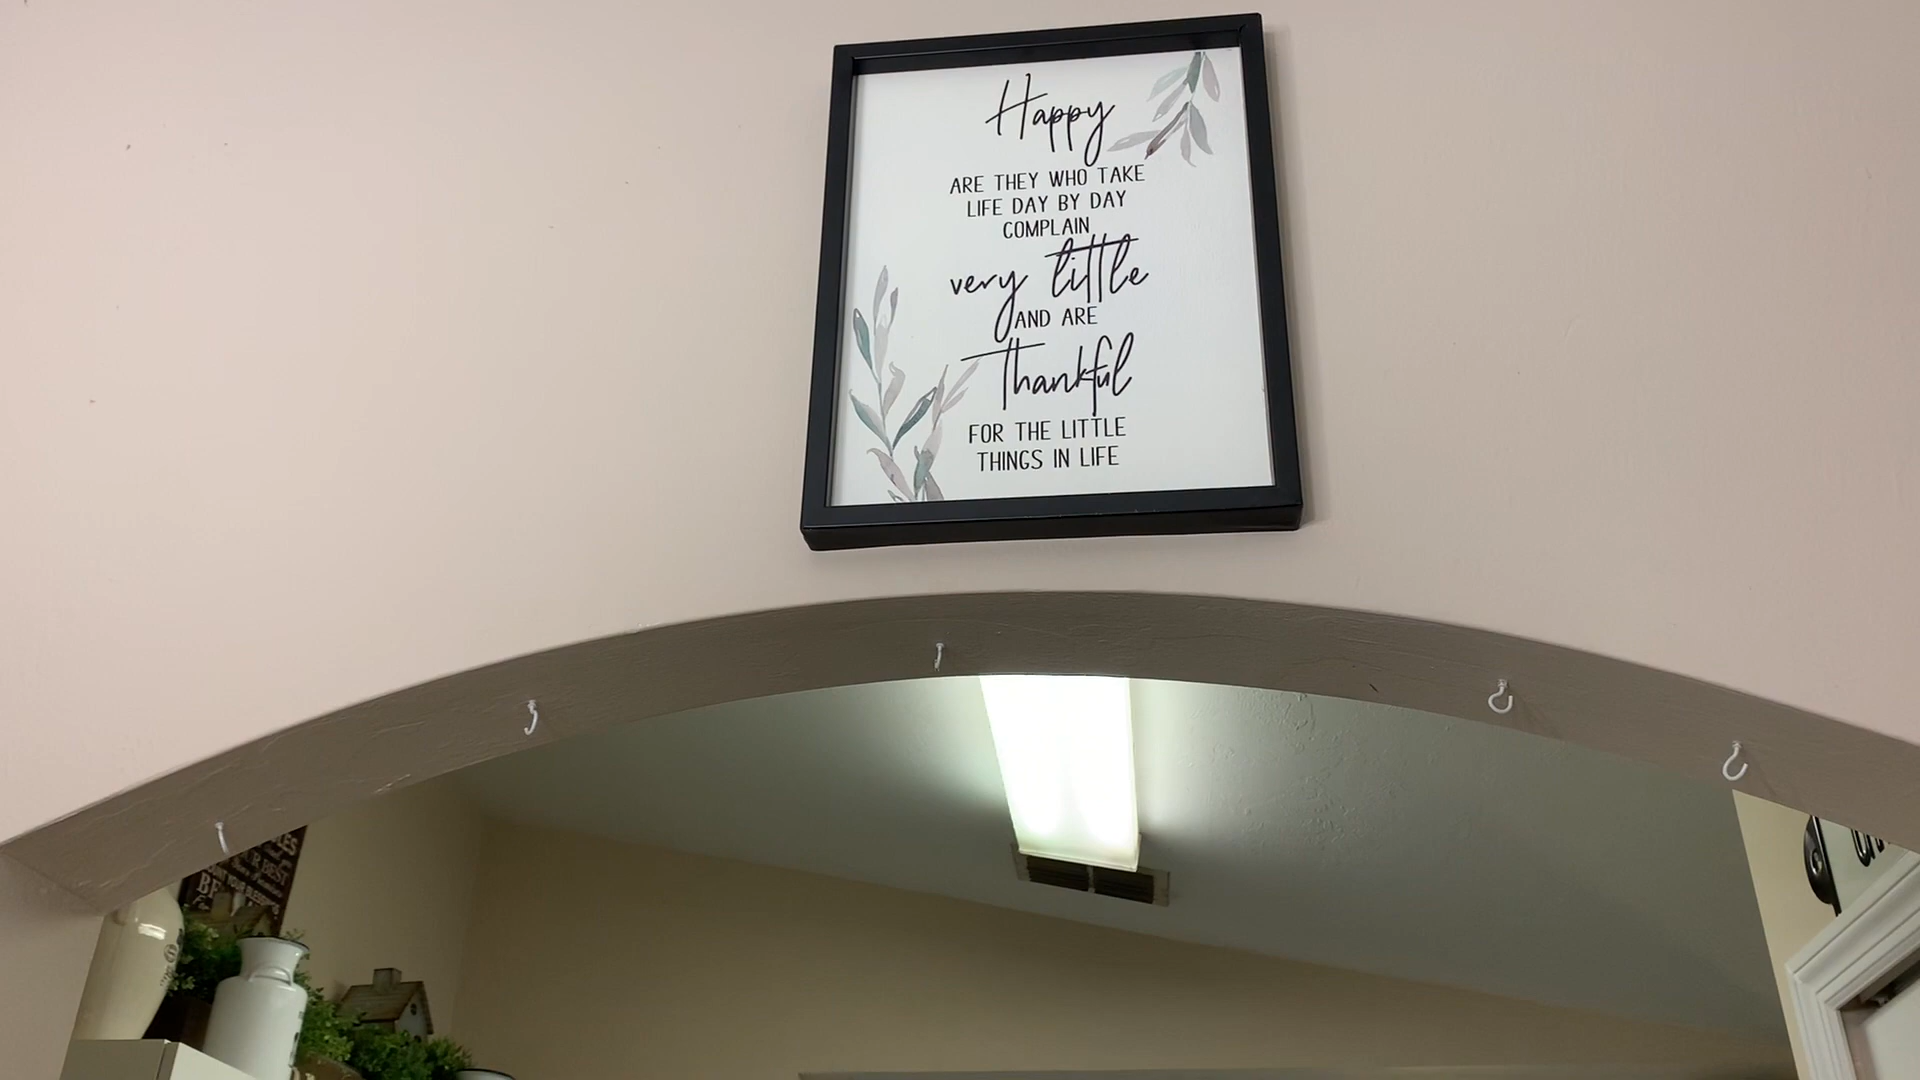 Happy
ARE THEY WHO TAKE
LIFE DAY BY DAY
COMPLAIN
very little
AND ARE
Thankful
FOR THE LITTLE
THINGS IN LIFE